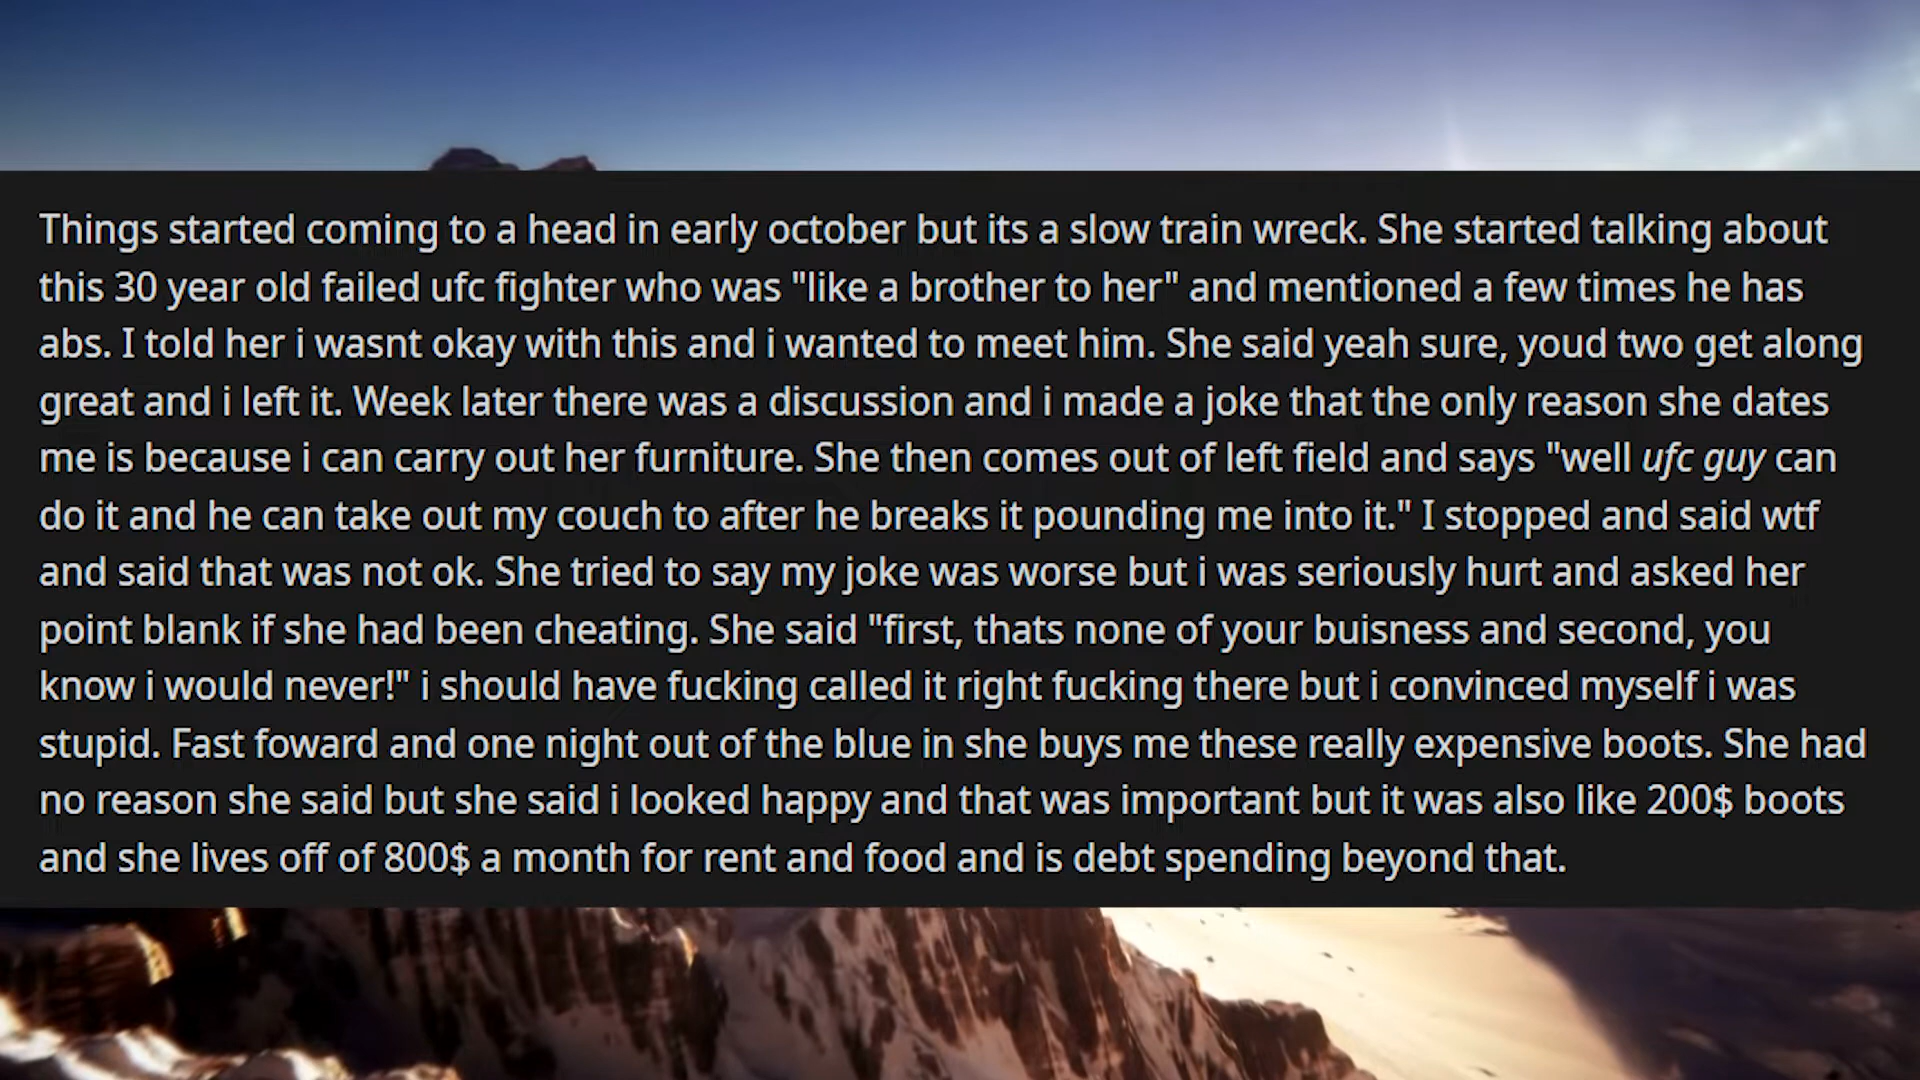 Things started coming to a head in early october but its a slow train wreck. She started talking about
this 30 year old failed ufc fighter who was "like a brother to her" and mentioned a few times he has
abs. I told her i wasnt okay with this and i wanted to meet him. She said yeah sure, youd two get along
great and i left it. Week later there was a discussion and i made a joke that the only reason she dates
me is because i can carry out her furniture. She then comes out of left field and says "well ufc guy can
do it and he can take out my couch to after he breaks it pounding me into it." I stopped and said wtf
and said that was not ok. She tried to say my joke was worse but i was seriously hurt and asked her
point blank if she had been cheating. She said "first, thats none of your buisness and second, you
know i would never!" i should have fucking called it right fucking there but i convinced myself i was
stupid. Fast foward and one night out of the blue in she buys me these really expensive boots. She had
no reason she said but she said i looked happy and that was important but it was also like 200$ boots
and she lives off of 800$ a month for rent and food and is debt spending beyond that.